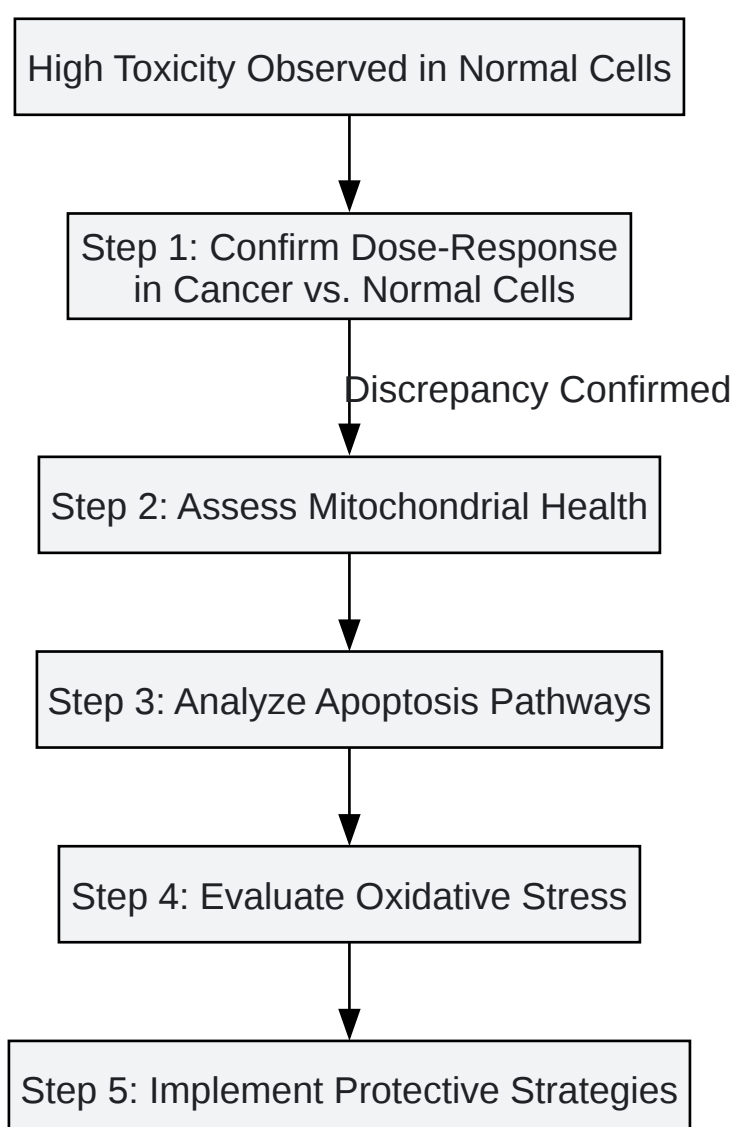 High Toxicity Observed in Normal Cells
Step 1: Confirm Dose-Response
in Cancer vs. Normal Cells
Discrepancy Confirmed
Step 2: Assess Mitochondrial Health
Step 3: Analyze Apoptosis Pathways
Step 4: Evaluate Oxidative Stress
Step 5: Implement Protective Strategies